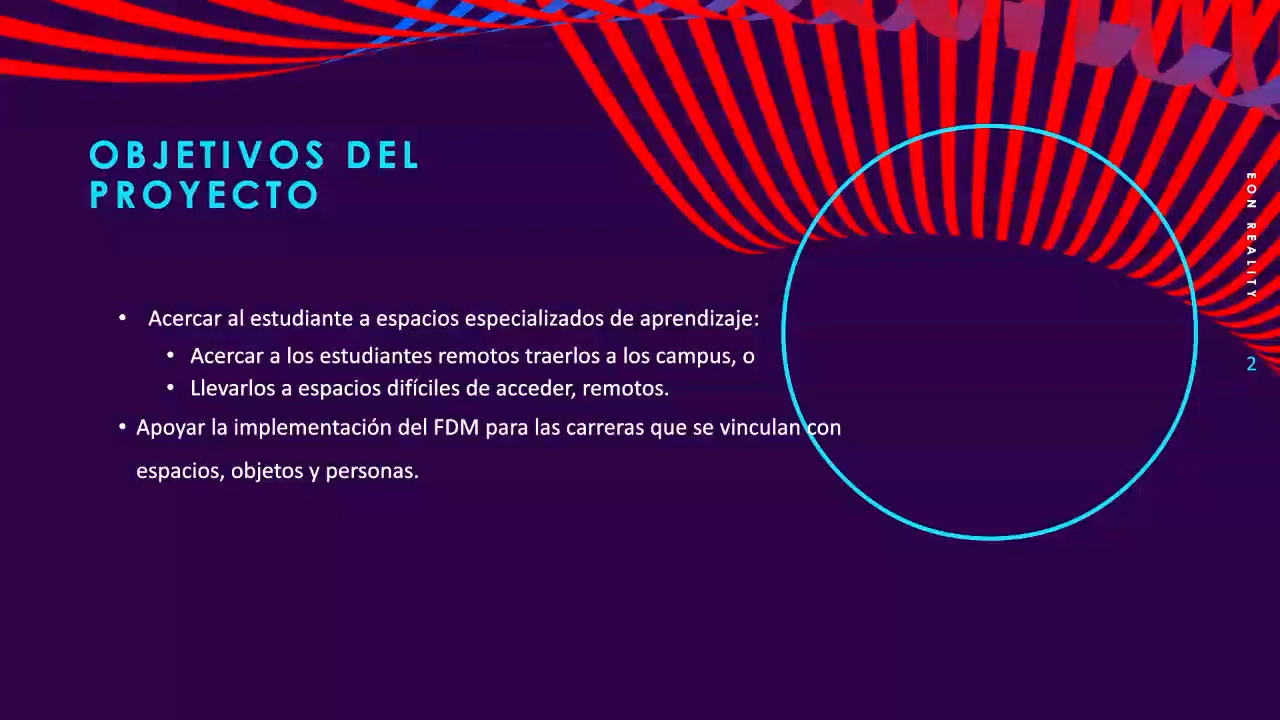 OBJETIVOS DEL
PROYECTO
• Acercar al estudiante a espacios especializados de aprendizaje:
• Acercar a los estudiantes remotos traerlos a los campus, o
• Llevarlos a espacios difíciles de acceder, remotos.
• Apoyar la implementación del FDM para las carreras que se vinculan con
espacios, objetos y personas.
EON REALITY
2